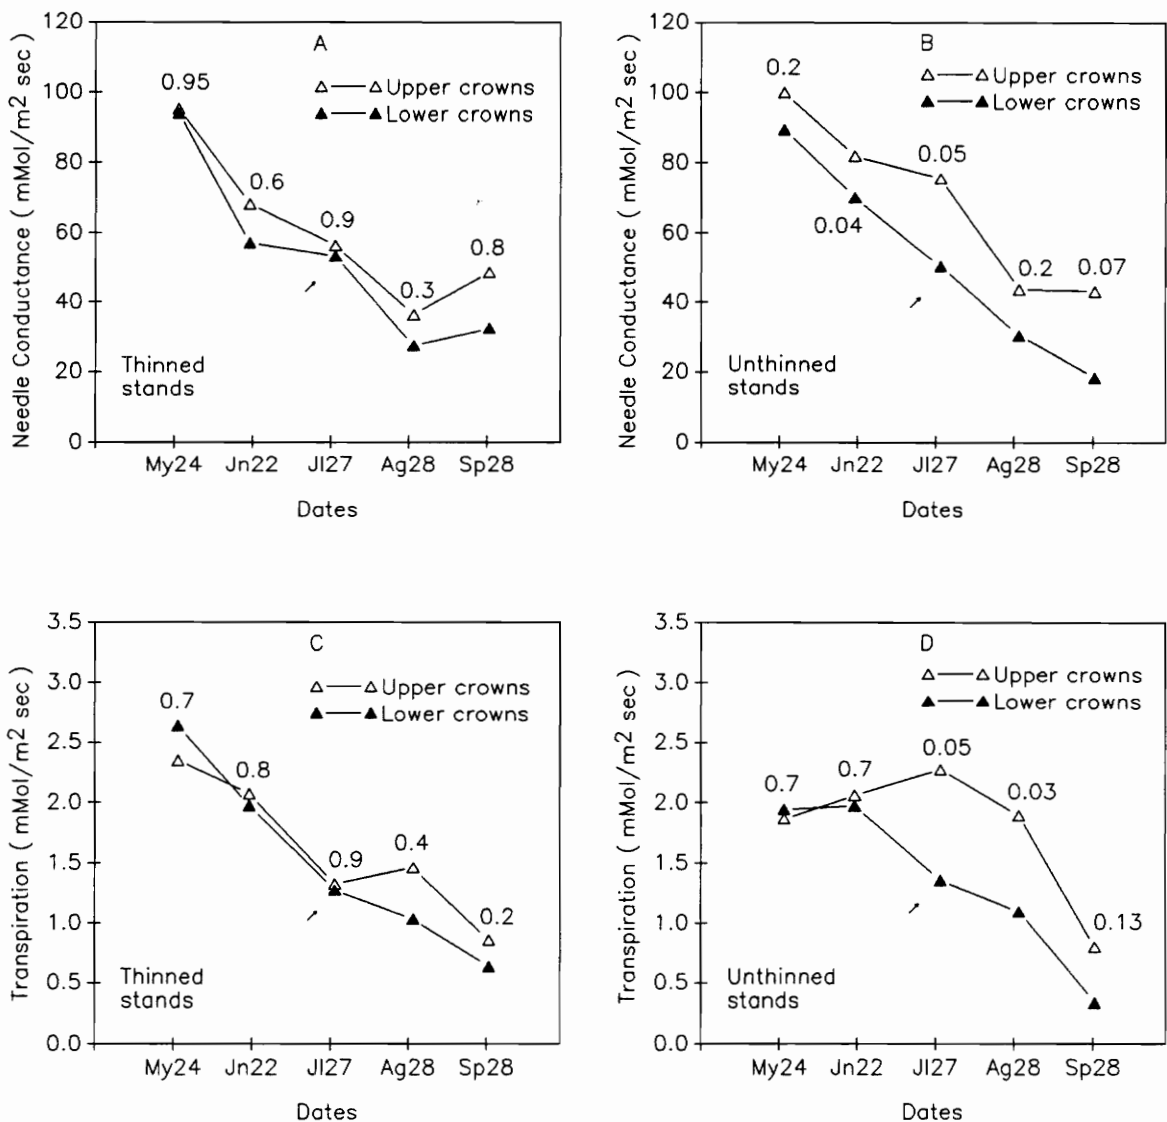 A
Needle Conductance ( mMol/m2 sec)
120
100
80
60
40
20
0
Upper crowns
Lower crowns
0.95
0.6
0.9
0.3
0.8
Thinned
stands
My24 Jn22 Jl27 Ag28 Sp28
Dates
B
Needle Conductance ( mMol/m2 sec)
120
100
80
60
40
20
0
Upper crowns
Lower crowns
0.2
0.04
0.05
0.2
0.07
Unthinned
stands
My24 Jn22 Jl27 Ag28 Sp28
Dates
C
Transpiration ( mMol/m2 sec)
3.5
3.0
2.5
2.0
1.5
1.0
0.5
0.0
Upper crowns
Lower crowns
0.7
0.8
0.9
0.4
0.2
Thinned
stands
My24 Jn22 Jl27 Ag28 Sp28
Dates
D
Transpiration ( mMol/m2 sec)
3.5
3.0
2.5
2.0
1.5
1.0
0.5
0.0
Upper crowns
Lower crowns
0.7
0.7
0.05
0.03
0.13
Unthinned
stands
My24 Jn22 Jl27 Ag28 Sp28
Dates